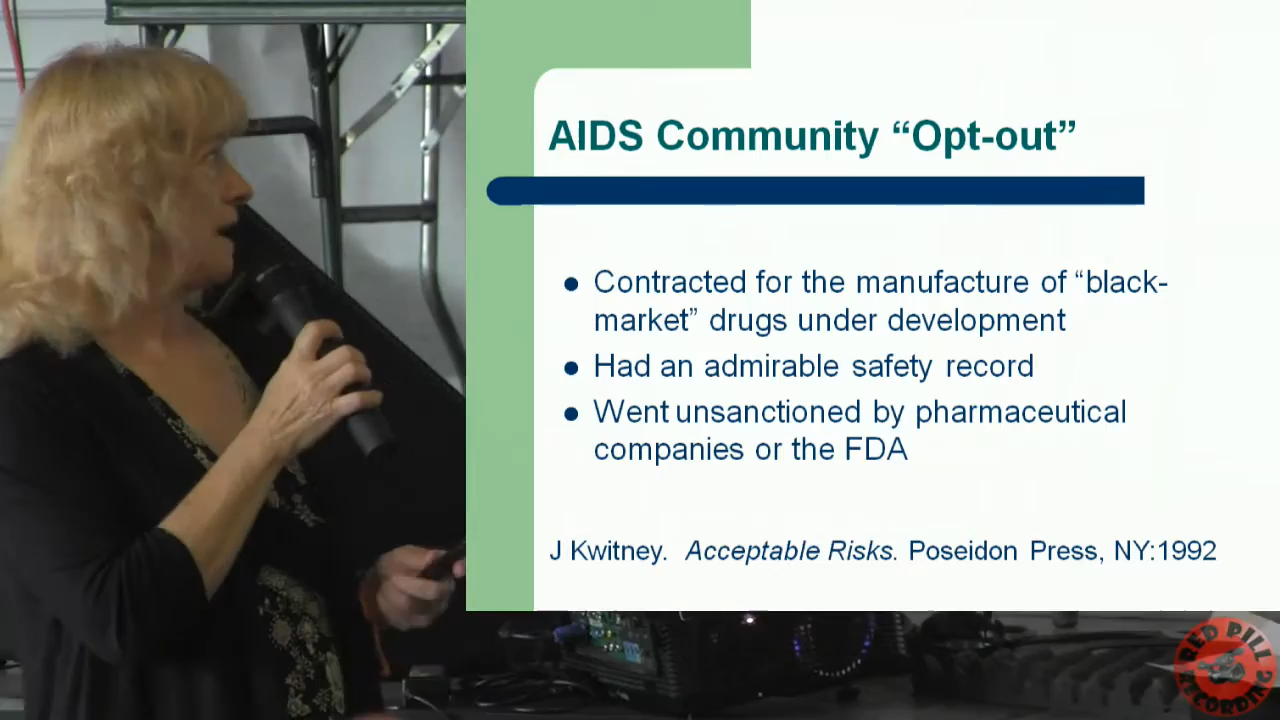 AIDS Community “Opt-out”
● Contracted for the manufacture of “black-
market” drugs under development
● Had an admirable safety record
● Went unsanctioned by pharmaceutical
companies or the FDA
J Kwitney. Acceptable Risks. Poseidon Press, NY:1992
RED PILL
RECORDING